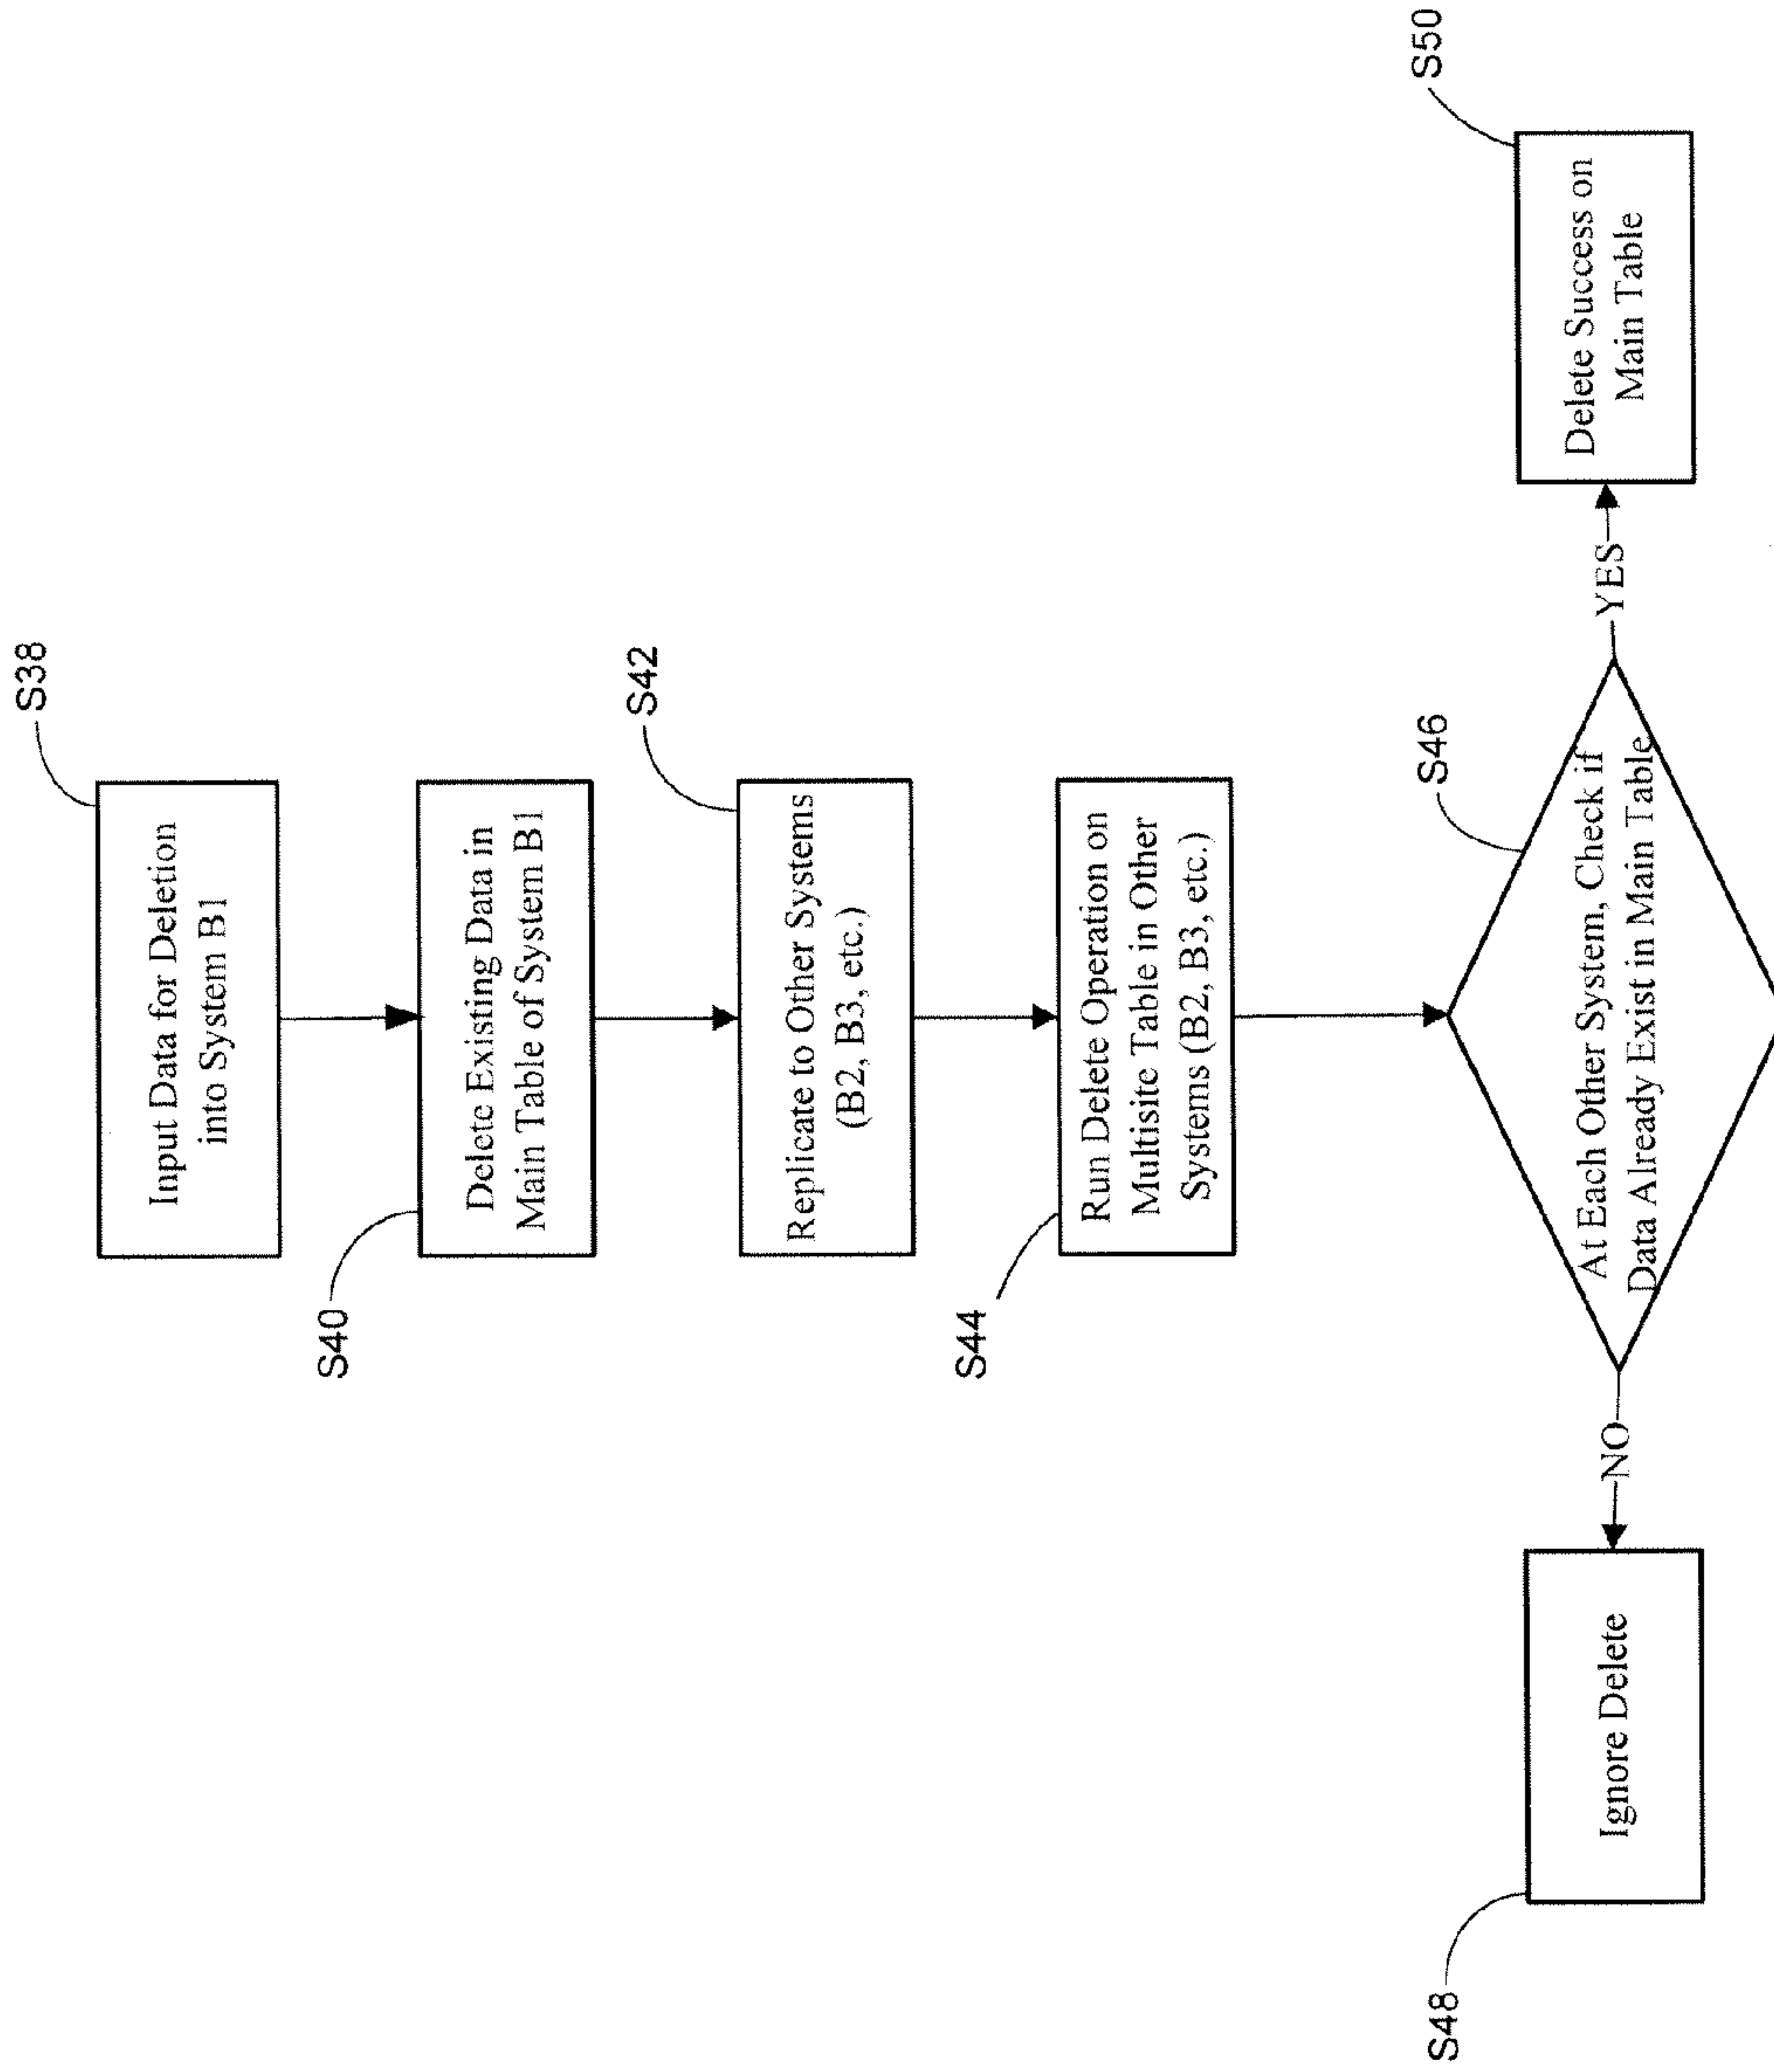 S38
Input Data for Deletion
into System B1
S40
Delete Existing Data in
Main Table of System B1
S42
Replicate to Other Systems
(B2, B3, etc.)
S44
Run Delete Operation on
Multisite Table in Other
Systems (B2, B3, etc.)
S46
At Each Other System, Check if
Data Already Exist in Main Table
NO
YES
S48
Ignore Delete
S50
Delete Success on
Main Table